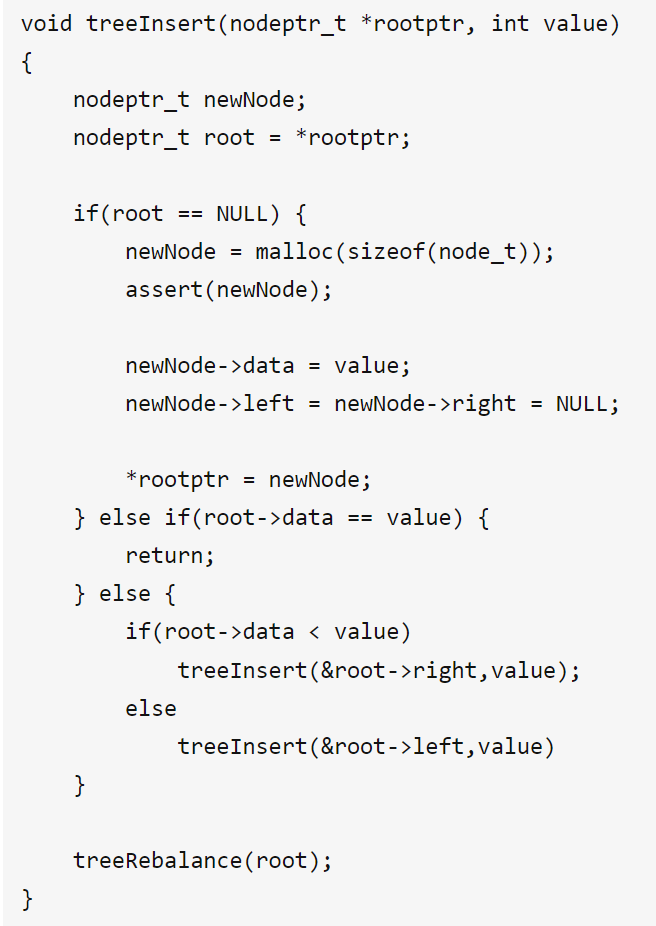 void treeInsert(nodeptr_t *rootptr, int value)
{
    nodeptr_t newNode;
    nodeptr_t root = *rootptr;

    if(root == NULL) {
        newNode = malloc(sizeof(node_t));
        assert(newNode);

        newNode->data = value;
        newNode->left = newNode->right = NULL;

        *rootptr = newNode;
    } else if(root->data == value) {
        return;
    } else {
        if(root->data < value)
            treeInsert(&root->right,value);
        else
            treeInsert(&root->left,value)
    }

    treeRebalance(root);
}